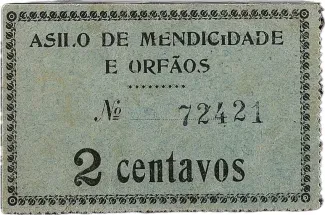 ASILO DE MENDICIDADE
E ORFÃOS
.........
Nº 72421
2 centavos